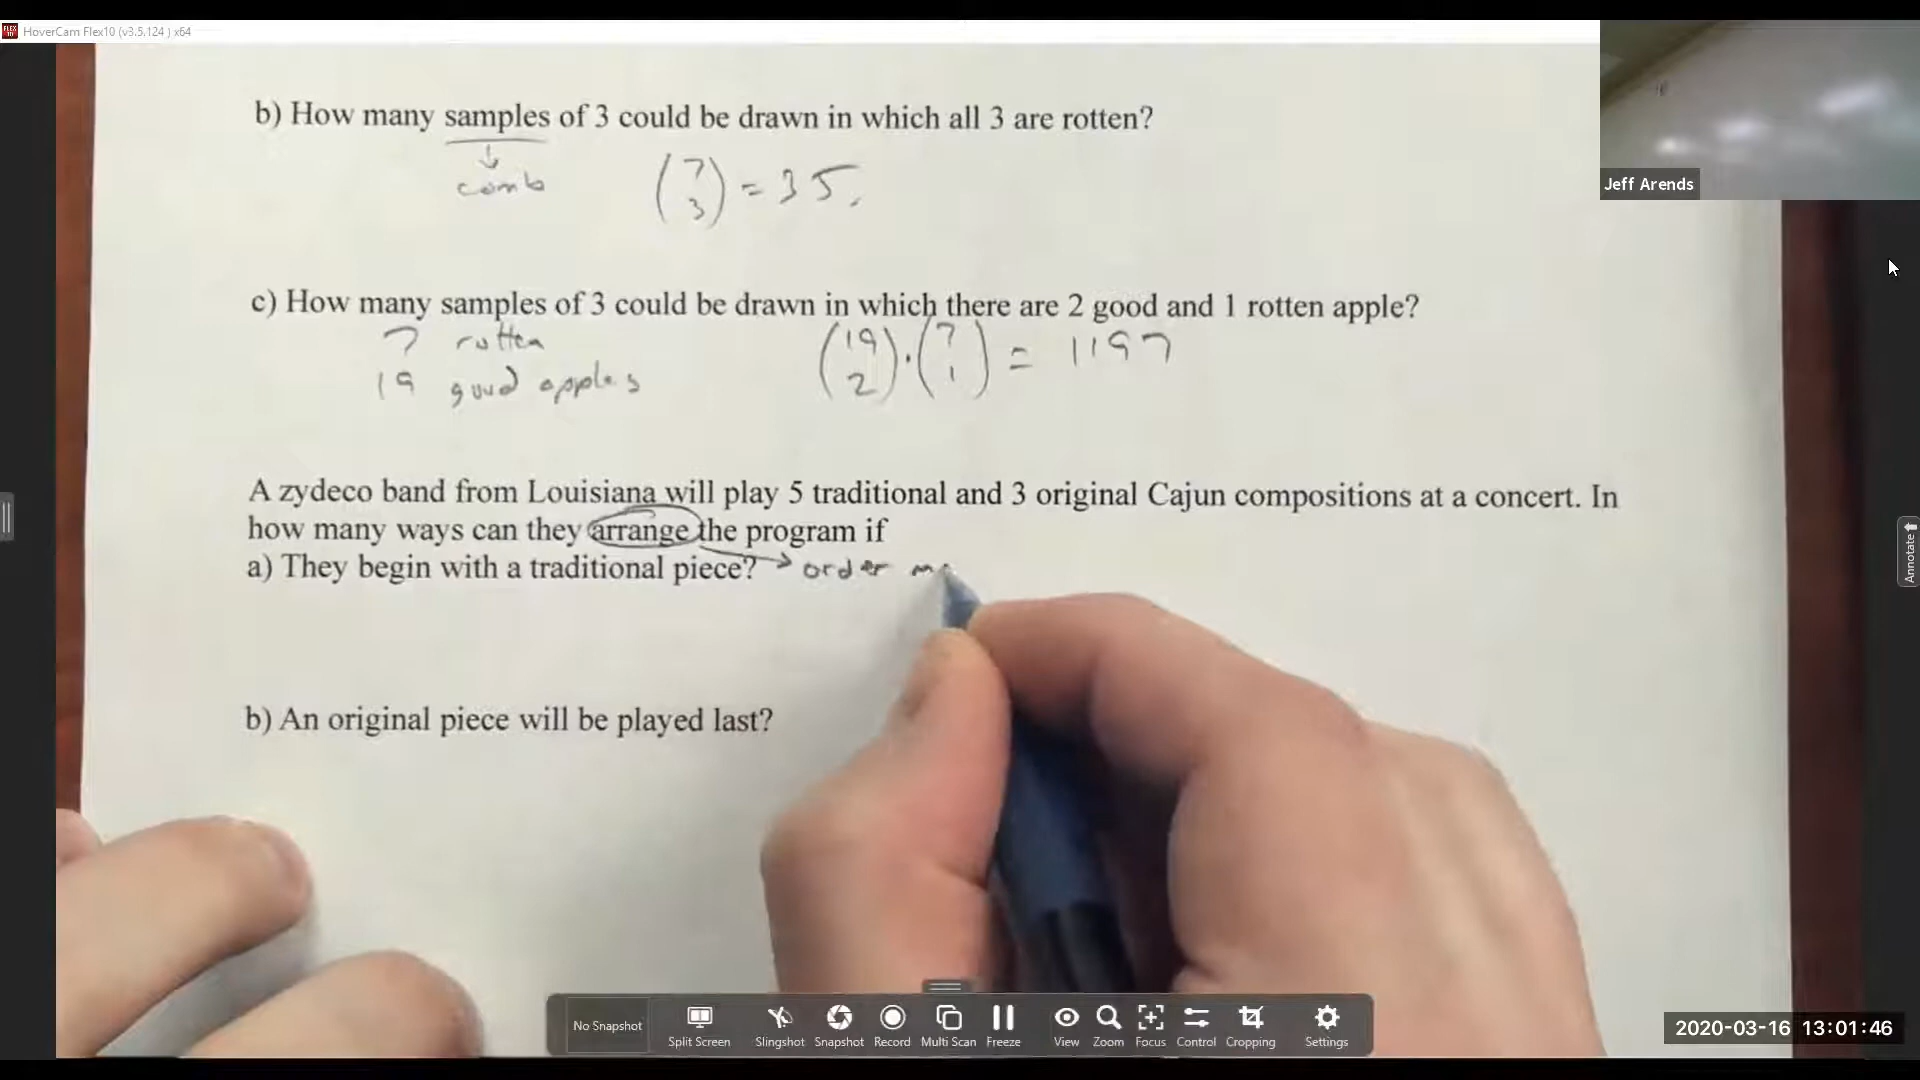 HoverCam Flex10 (v3.5.124 ) x64
b) How many samples of 3 could be drawn in which all 3 are rotten?
↓
comb (7 3) = 35.
Jeff Arends
c) How many samples of 3 could be drawn in which there are 2 good and 1 rotten apple?
7 rotten
19 good apples
(19 2) · (7 1) = 1197
A zydeco band from Louisiana will play 5 traditional and 3 original Cajun compositions at a concert. In
how many ways can they arrange the program if
a) They begin with a traditional piece? → order
b) An original piece will be played last?
Annotate
No Snapshot
Split Screen Slingshot Snapshot Record Multi Scan Freeze View Zoom Focus Control Cropping Settings
2020-03-16 13:01:46